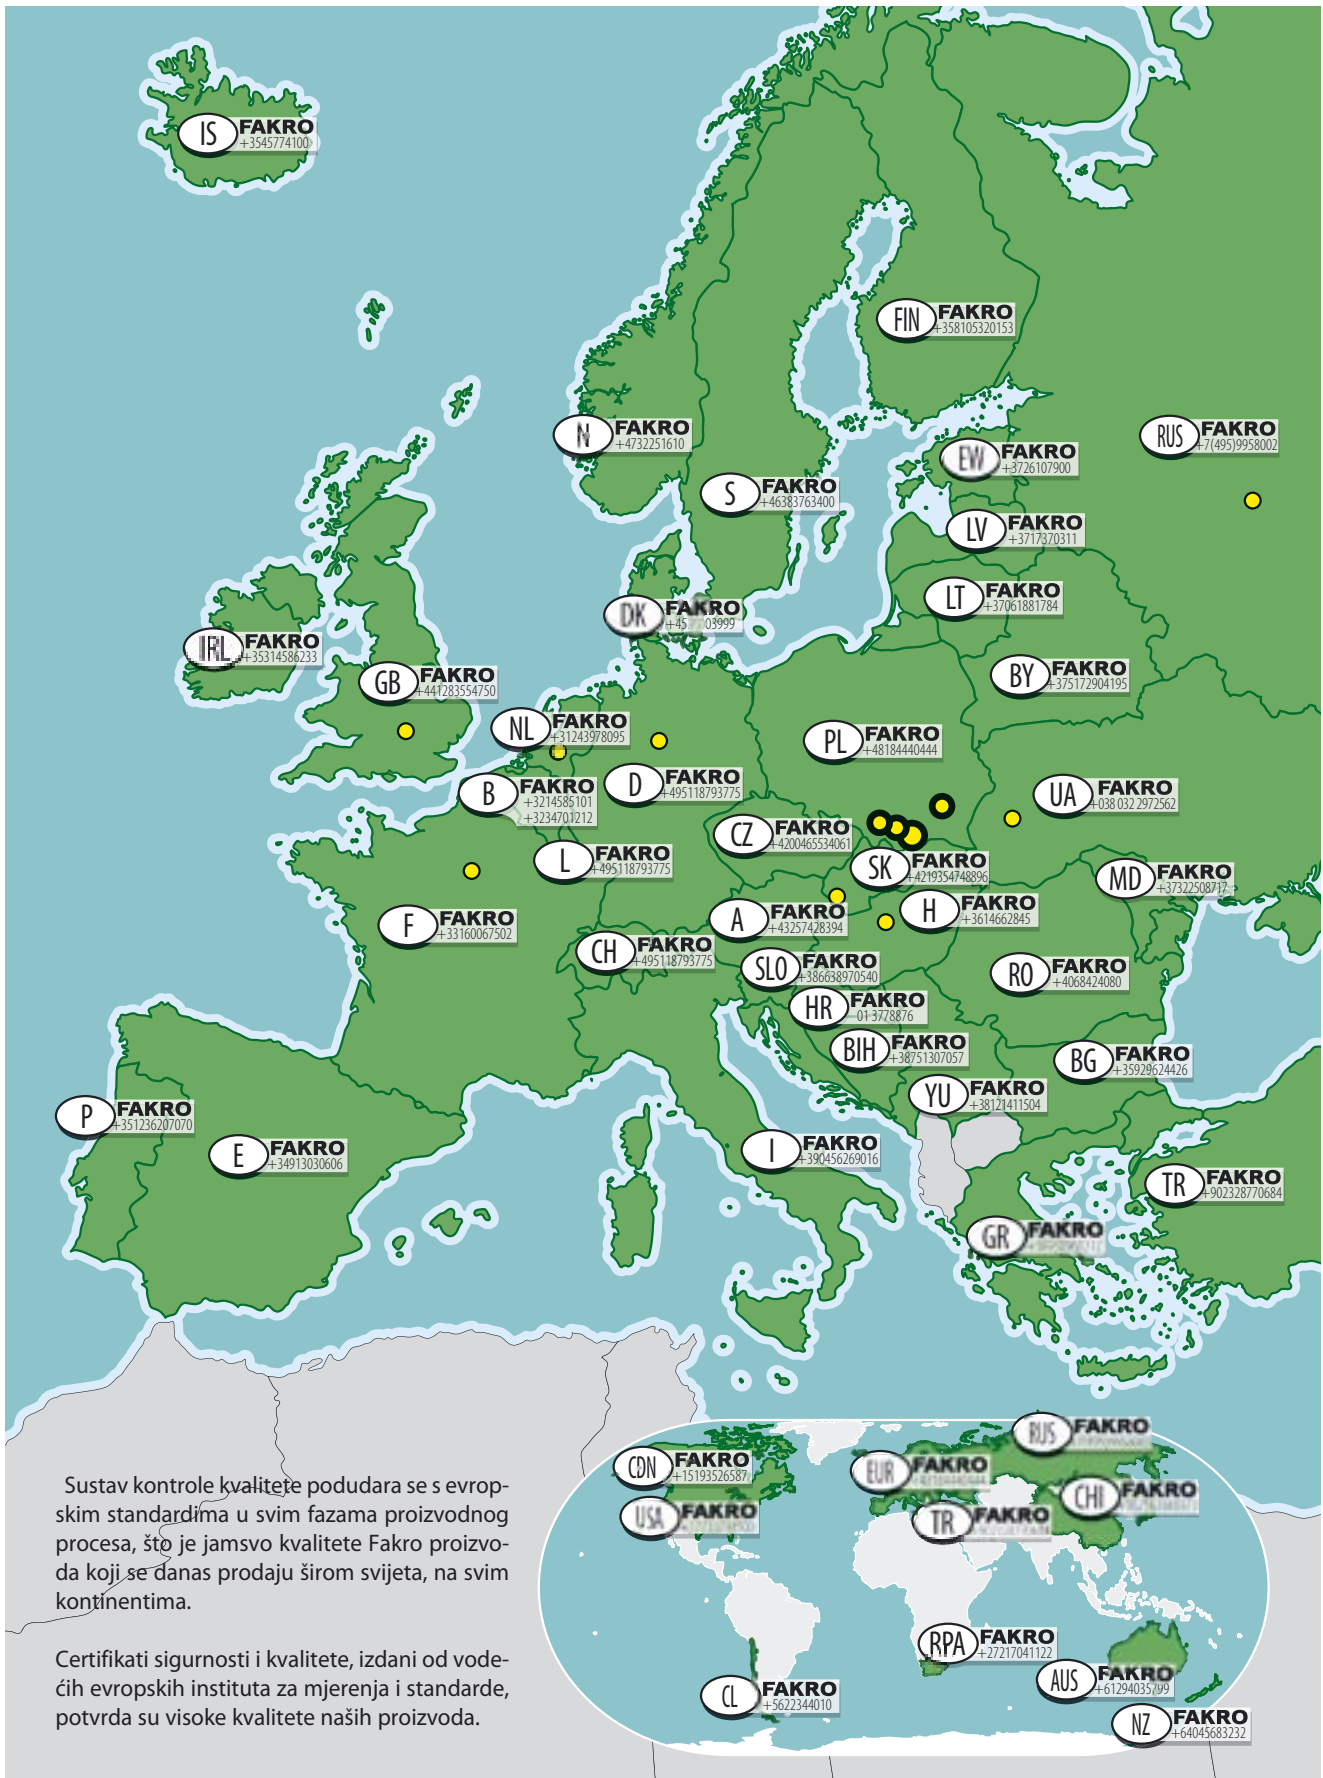 IS FAKRO
+3545774100
FIN FAKRO
+358105320153
N FAKRO
+4732251610
RUS FAKRO
+7(495)9958002
EW FAKRO
+3726107900
S FAKRO
+46383763400
LV FAKRO
+3717370311
LT FAKRO
+37061881784
DK FAKRO
IRL FAKRO
+35314586233
BY FAKRO
+375172904195
GB FAKRO
+441283554750
NL FAKRO
+31243978095
PL FAKRO
+48184440444
D FAKRO
+495118793775
B FAKRO
+3214585101
+3234701212
UA FAKRO
+038 032 2972562
CZ FAKRO
+4200465534061
L FAKRO
+495118793775
SK FAKRO
+4219354748896
MD FAKRO
+37322508717
H FAKRO
+3614662845
A FAKRO
+43257428394
F FAKRO
+33160067502
CH FAKRO
+495118793775
SLO FAKRO
+386638970540
RO FAKRO
+4068424080
HR FAKRO
01 3778876
BIH FAKRO
+38751307057
BG FAKRO
+35929624426
YU FAKRO
+38121411504
P FAKRO
+351236207070
E FAKRO
+34913030606
I FAKRO
+390456269016
TR FAKRO
+902328770684
GR FAKRO
RUS FAKRO
CDN FAKRO
+15193526587
EUR FAKRO
CHI FAKRO
USA FAKRO
TR FAKRO
RPA FAKRO
+27217041122
AUS FAKRO
+61294035799
CL FAKRO
+5622344010
NZ FAKRO
+64045683232
Sustav kontrole kvalitete podudara se s evrop-
skim standardima u svim fazama proizvodnog
procesa, što je jamsvo kvalitete Fakro proizvo-
da koji se danas prodaju širom svijeta, na svim
kontinentima.
Certifikati sigurnosti i kvalitete, izdani od vode-
ćih evropskih instituta za mjerenja i standarde,
potvrda su visoke kvalitete naših proizvoda.